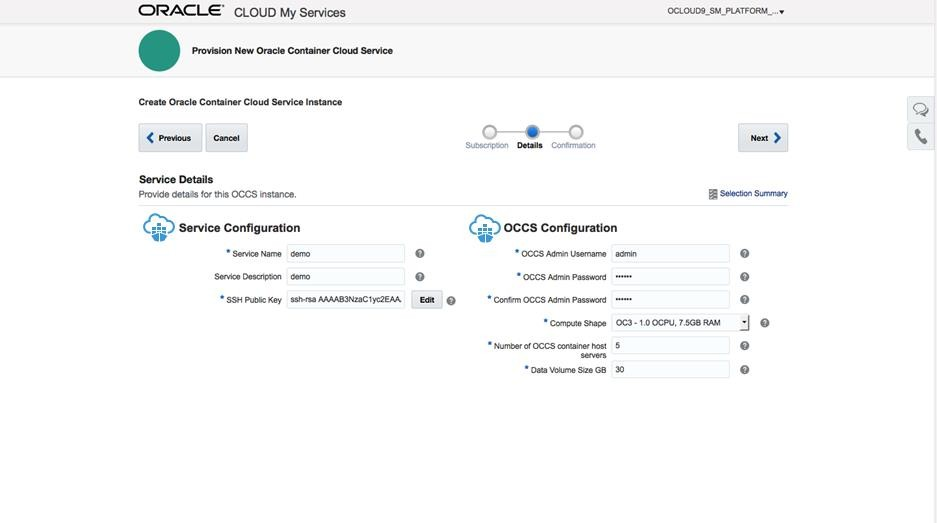 ORACLE® CLOUD My Services
OCLOUD9_SM_PLATFORM_...
Provision New Oracle Container Cloud Service
Create Oracle Container Cloud Service Instance
Previous Cancel
Subscription Details Confirmation
Next
Service Details
Provide details for this OCCS instance.
Selection Summary
Service Configuration
* Service Name demo ?
Service Description demo ?
* SSH Public Key ssh-rsa AAAAB3NzaC1yc2EAA. Edit ?
OCCS Configuration
* OCCS Admin Username admin ?
* OCCS Admin Password •••••• ?
* Confirm OCCS Admin Password •••••• ?
* Compute Shape OC3 - 1.0 OCPU, 7.5GB RAM ?
* Number of OCCS container host
servers 5 ?
* Data Volume Size GB 30 ?